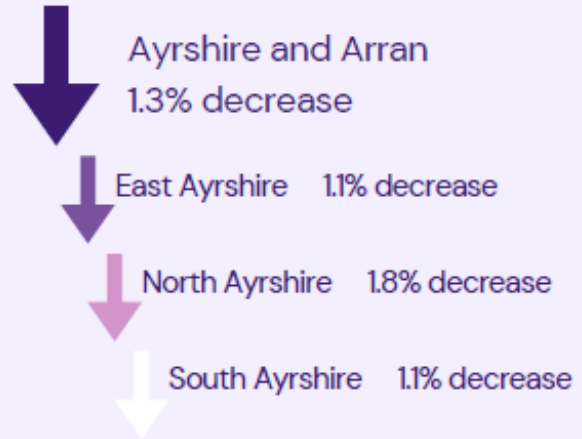 Ayrshire and Arran
1.3% decrease
East Ayrshire 1.1% decrease
North Ayrshire 1.8% decrease
South Ayrshire 1.1% decrease